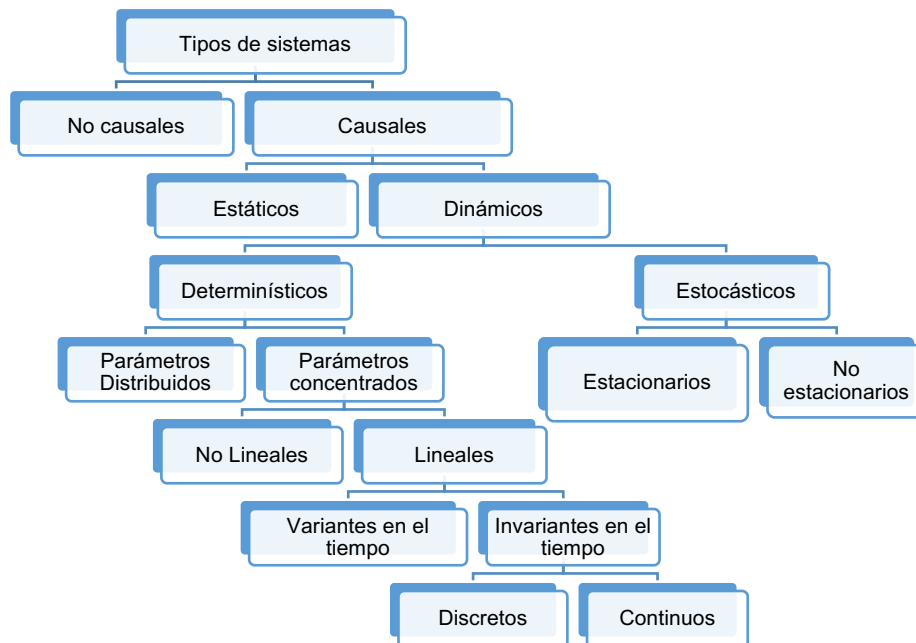 Tipos de sistemas
No causales
Causales
Estáticos
Dinámicos
Determinísticos
Estocásticos
Parámetros
Distribuidos
Parámetros
concentrados
Estacionarios
No
estacionarios
No Lineales
Lineales
Variantes en el
tiempo
Invariantes en el
tiempo
Discretos
Continuos